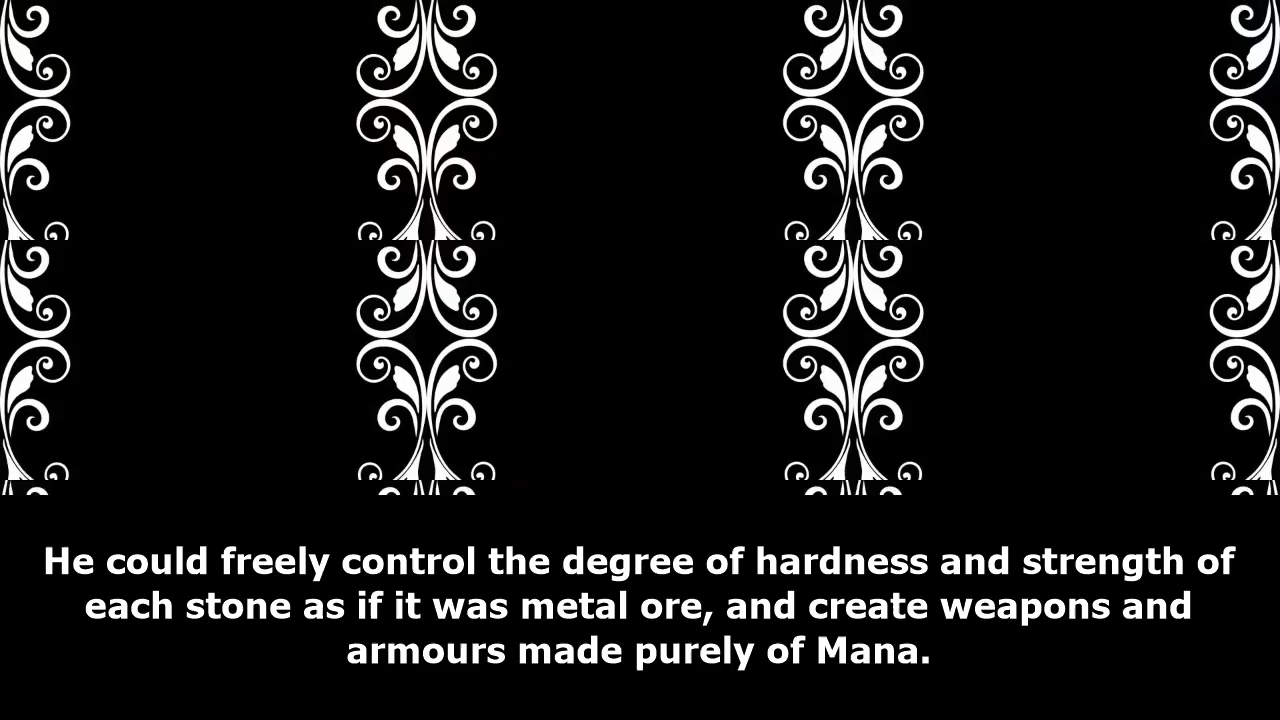 He could freely control the degree of hardness and strength of
each stone as if it was metal ore, and create weapons and
armours made purely of Mana.